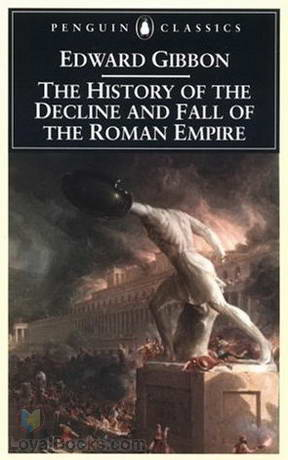 PENGUIN CLASSICS
EDWARD GIBBON
THE HISTORY OF THE
DECLINE AND FALL OF
THE ROMAN EMPIRE
LoyalBooks.com